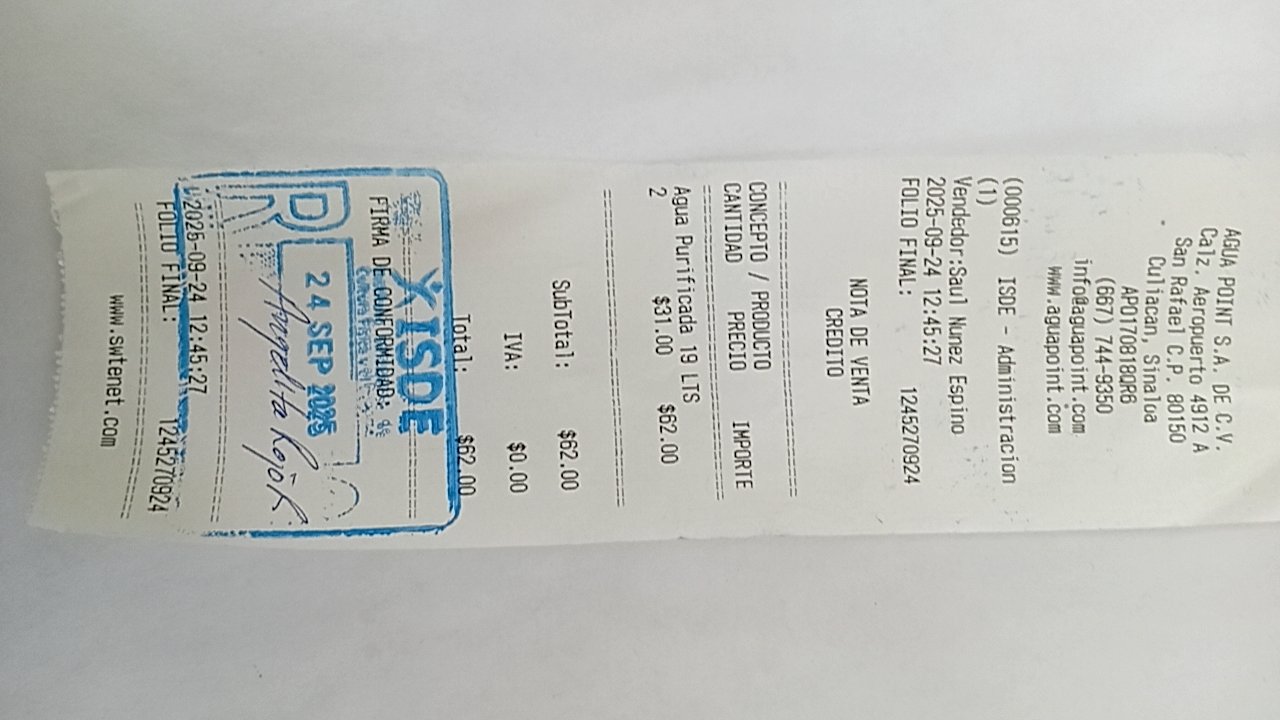 AGUA POINT S.A. DE C.V.
Calz. Aeropuerto 4912 A
San Rafael C.P. 80150
Culiacan, Sinaloa
APO170818QR6
(667) 744-9350
info@aguapoint.com
www.aguapoint.com
(000615) ISDE - Administracion
(1)
Vendedor:Saul Nunez Espino
2025-09-24 12:45:27
FOLIO FINAL: 1245270924
NOTA DE VENTA
CREDITO
CONCEPTO / PRODUCTO
CANTIDAD PRECIO IMPORTE
Agua Purificada 19 LTS
2 $31.00 $62.00
SubTotal: $62.00
IVA: $0.00
Total: $62.00
ISDE
FIRMA DE CONFORMIDAD:
24 SEP 2025
Angelita Rojo
2025-09-24 12:45:27
FOLIO FINAL: 1245270924
www.swtenet.com